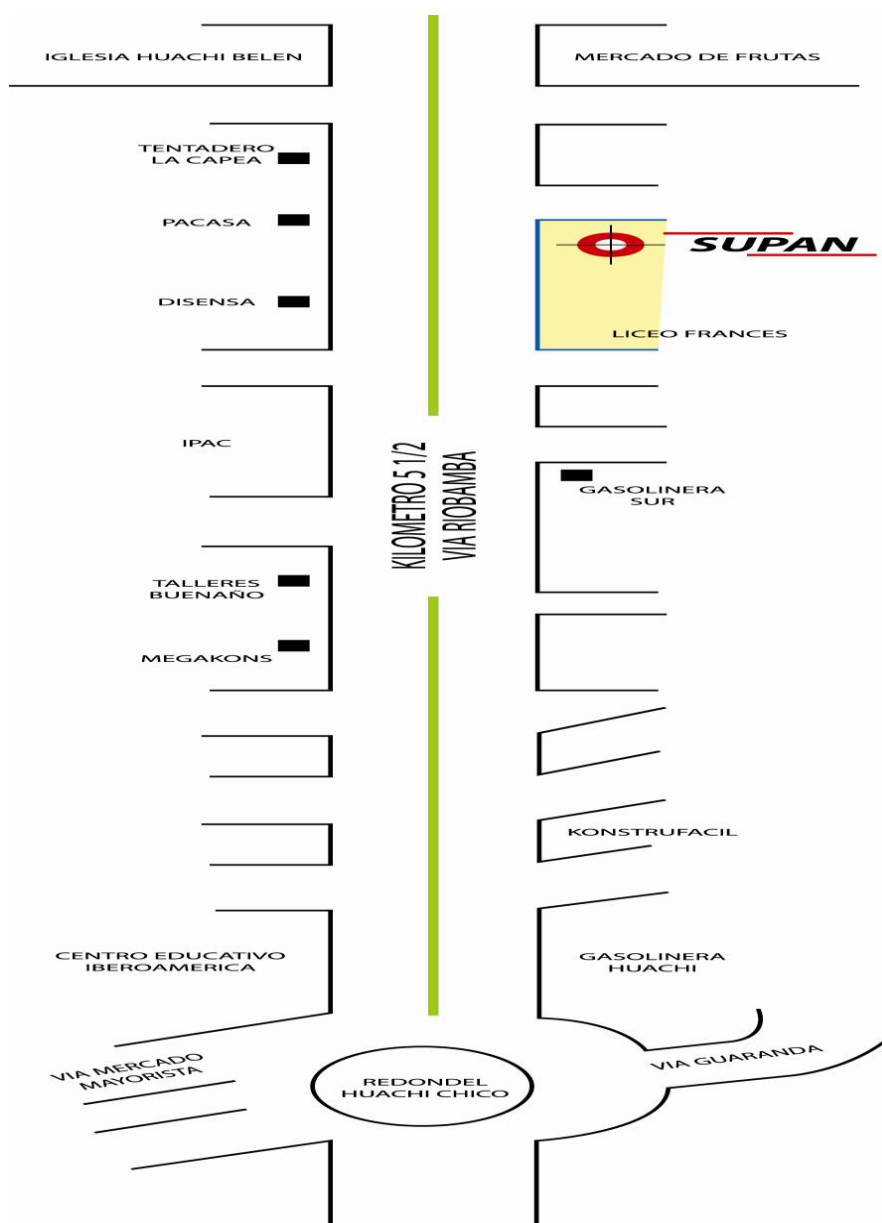 IGLESIA HUACHI BELEN
MERCADO DE FRUTAS
TENTADERO
LA CAPEA
PACASA
SUPAN
DISENSA
LICEO FRANCES
IPAC
KILOMETRO 5 1/2
VIA RIOBAMBA
GASOLINERA
SUR
TALLERES
BUENAÑO
MEGAKONS
KONSTRUFACIL
CENTRO EDUCATIVO
IBEROAMERICA
GASOLINERA
HUACHI
VIA MERCADO
MAYORISTA
REDONDEL
HUACHI CHICO
VIA GUARANDA